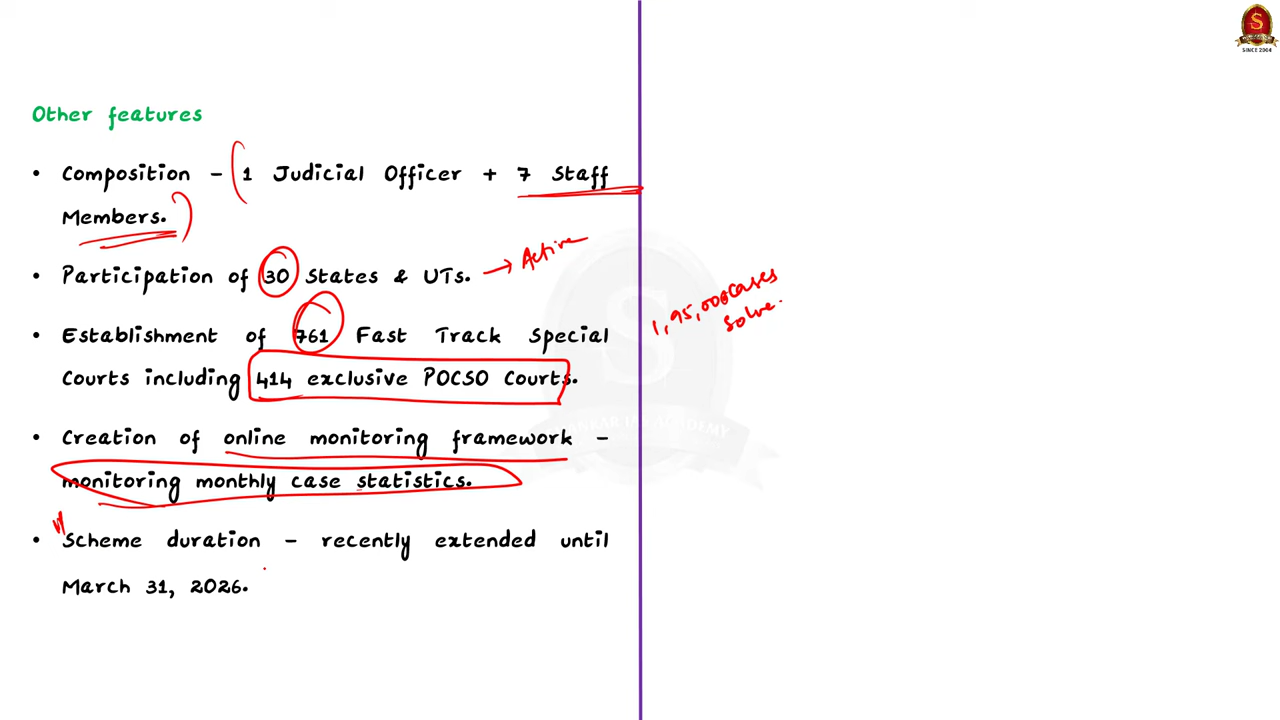 Other features
• Composition - (1 Judicial Officer + 7 Staff
Members.)
• Participation of 30 States & UTs. → Active
• Establishment of 761 Fast Track Special
Courts including 414 exclusive POCSO Courts.
• Creation of online monitoring framework -
monitoring monthly case statistics.
• Scheme duration - recently extended until
March 31, 2026.
1,95,000 cases
solve.
S
SINCE 2004
S